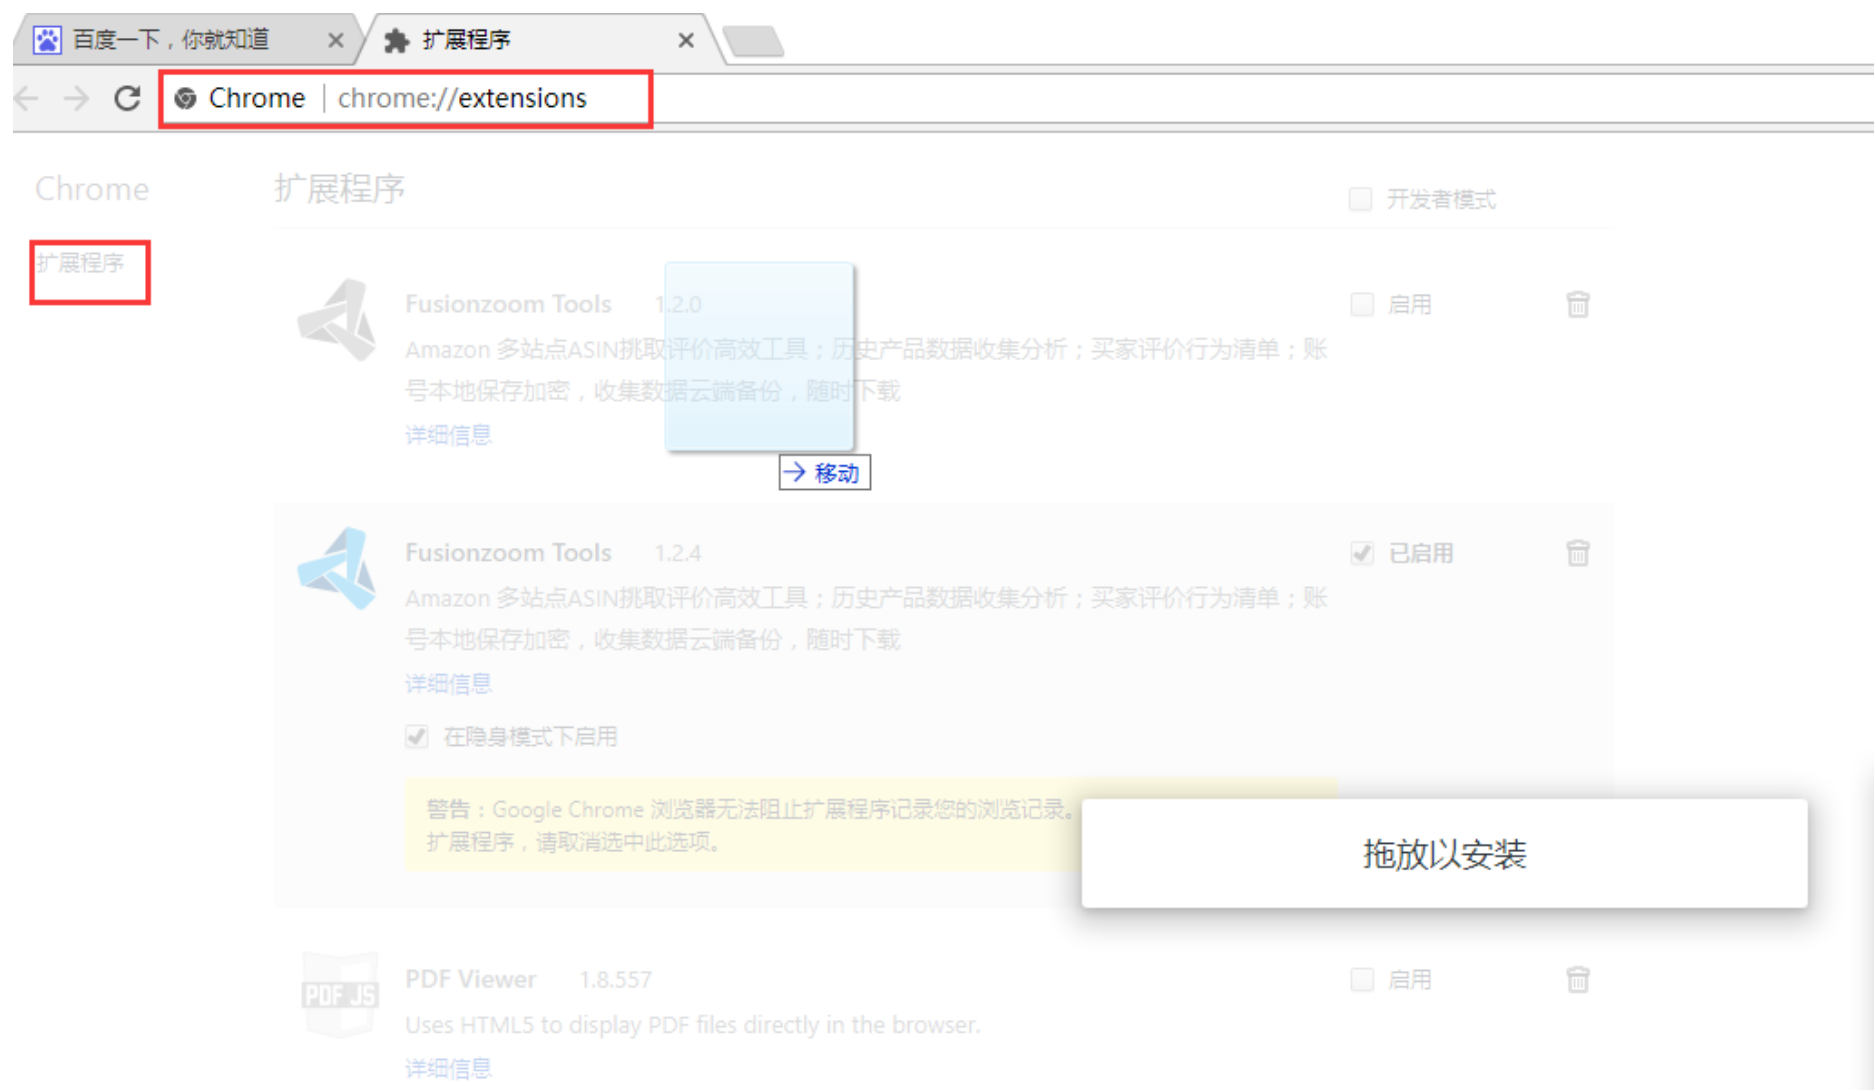 百度一下，你就知道
扩展程序
Chrome chrome://extensions
Chrome
扩展程序
开发者模式
扩展程序
Fusionzoom Tools 1.2.0
启用
Amazon 多站点ASIN挑取评价高效工具；历史产品数据收集分析；买家评价行为清单；账
号本地保存加密，收集数据云端备份，随时下载
详细信息
移动
Fusionzoom Tools 1.2.4
已启用
Amazon 多站点ASIN挑取评价高效工具；历史产品数据收集分析；买家评价行为清单；账
号本地保存加密，收集数据云端备份，随时下载
详细信息
在隐身模式下启用
警告：Google Chrome 浏览器无法阻止扩展程序记录您的浏览记录。
扩展程序，请取消选中此选项。
拖放以安装
PDF JS
PDF Viewer 1.8.557
启用
Uses HTML5 to display PDF files directly in the browser.
详细信息